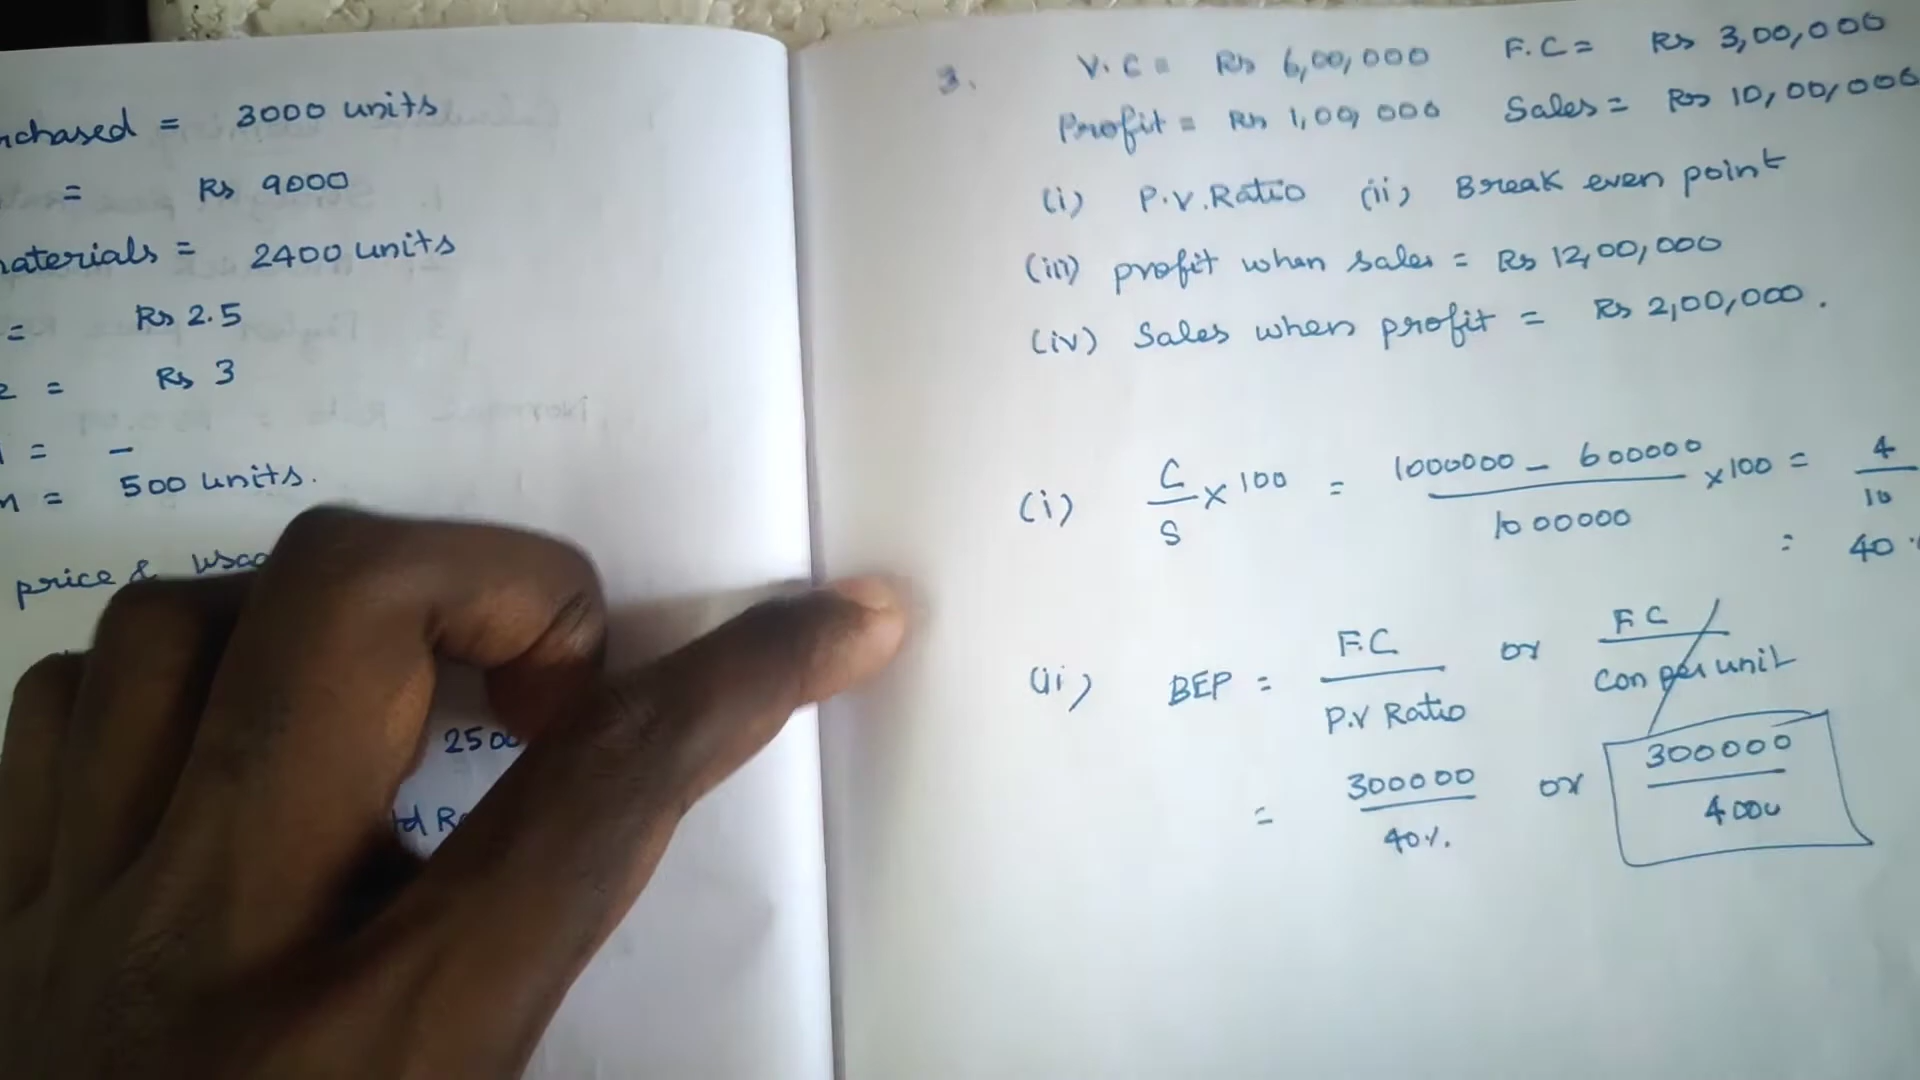 = 3000 units
= Rs 9000
materials = 2400 units
= Rs 2.5
= Rs 3
= -
= 500 units.
price &
250
3. V.C = Rs 6,00,000 F.C = Rs 3,00,000
Profit = Rs 1,00,000 Sales = Rs 10,00,000
(i) P.V.Ratio (ii) Break even point
(iii) profit when sales = Rs 12,00,000
(iv) Sales when profit = Rs 2,00,000.
(i) C/S x 100 = 1000000 - 600000 / 1000000 x 100 = 4/10
= 40
(ii) BEP = F.C / P.V Ratio or F.C / Con per unit
= 300000 / 40% or 300000 / 4000